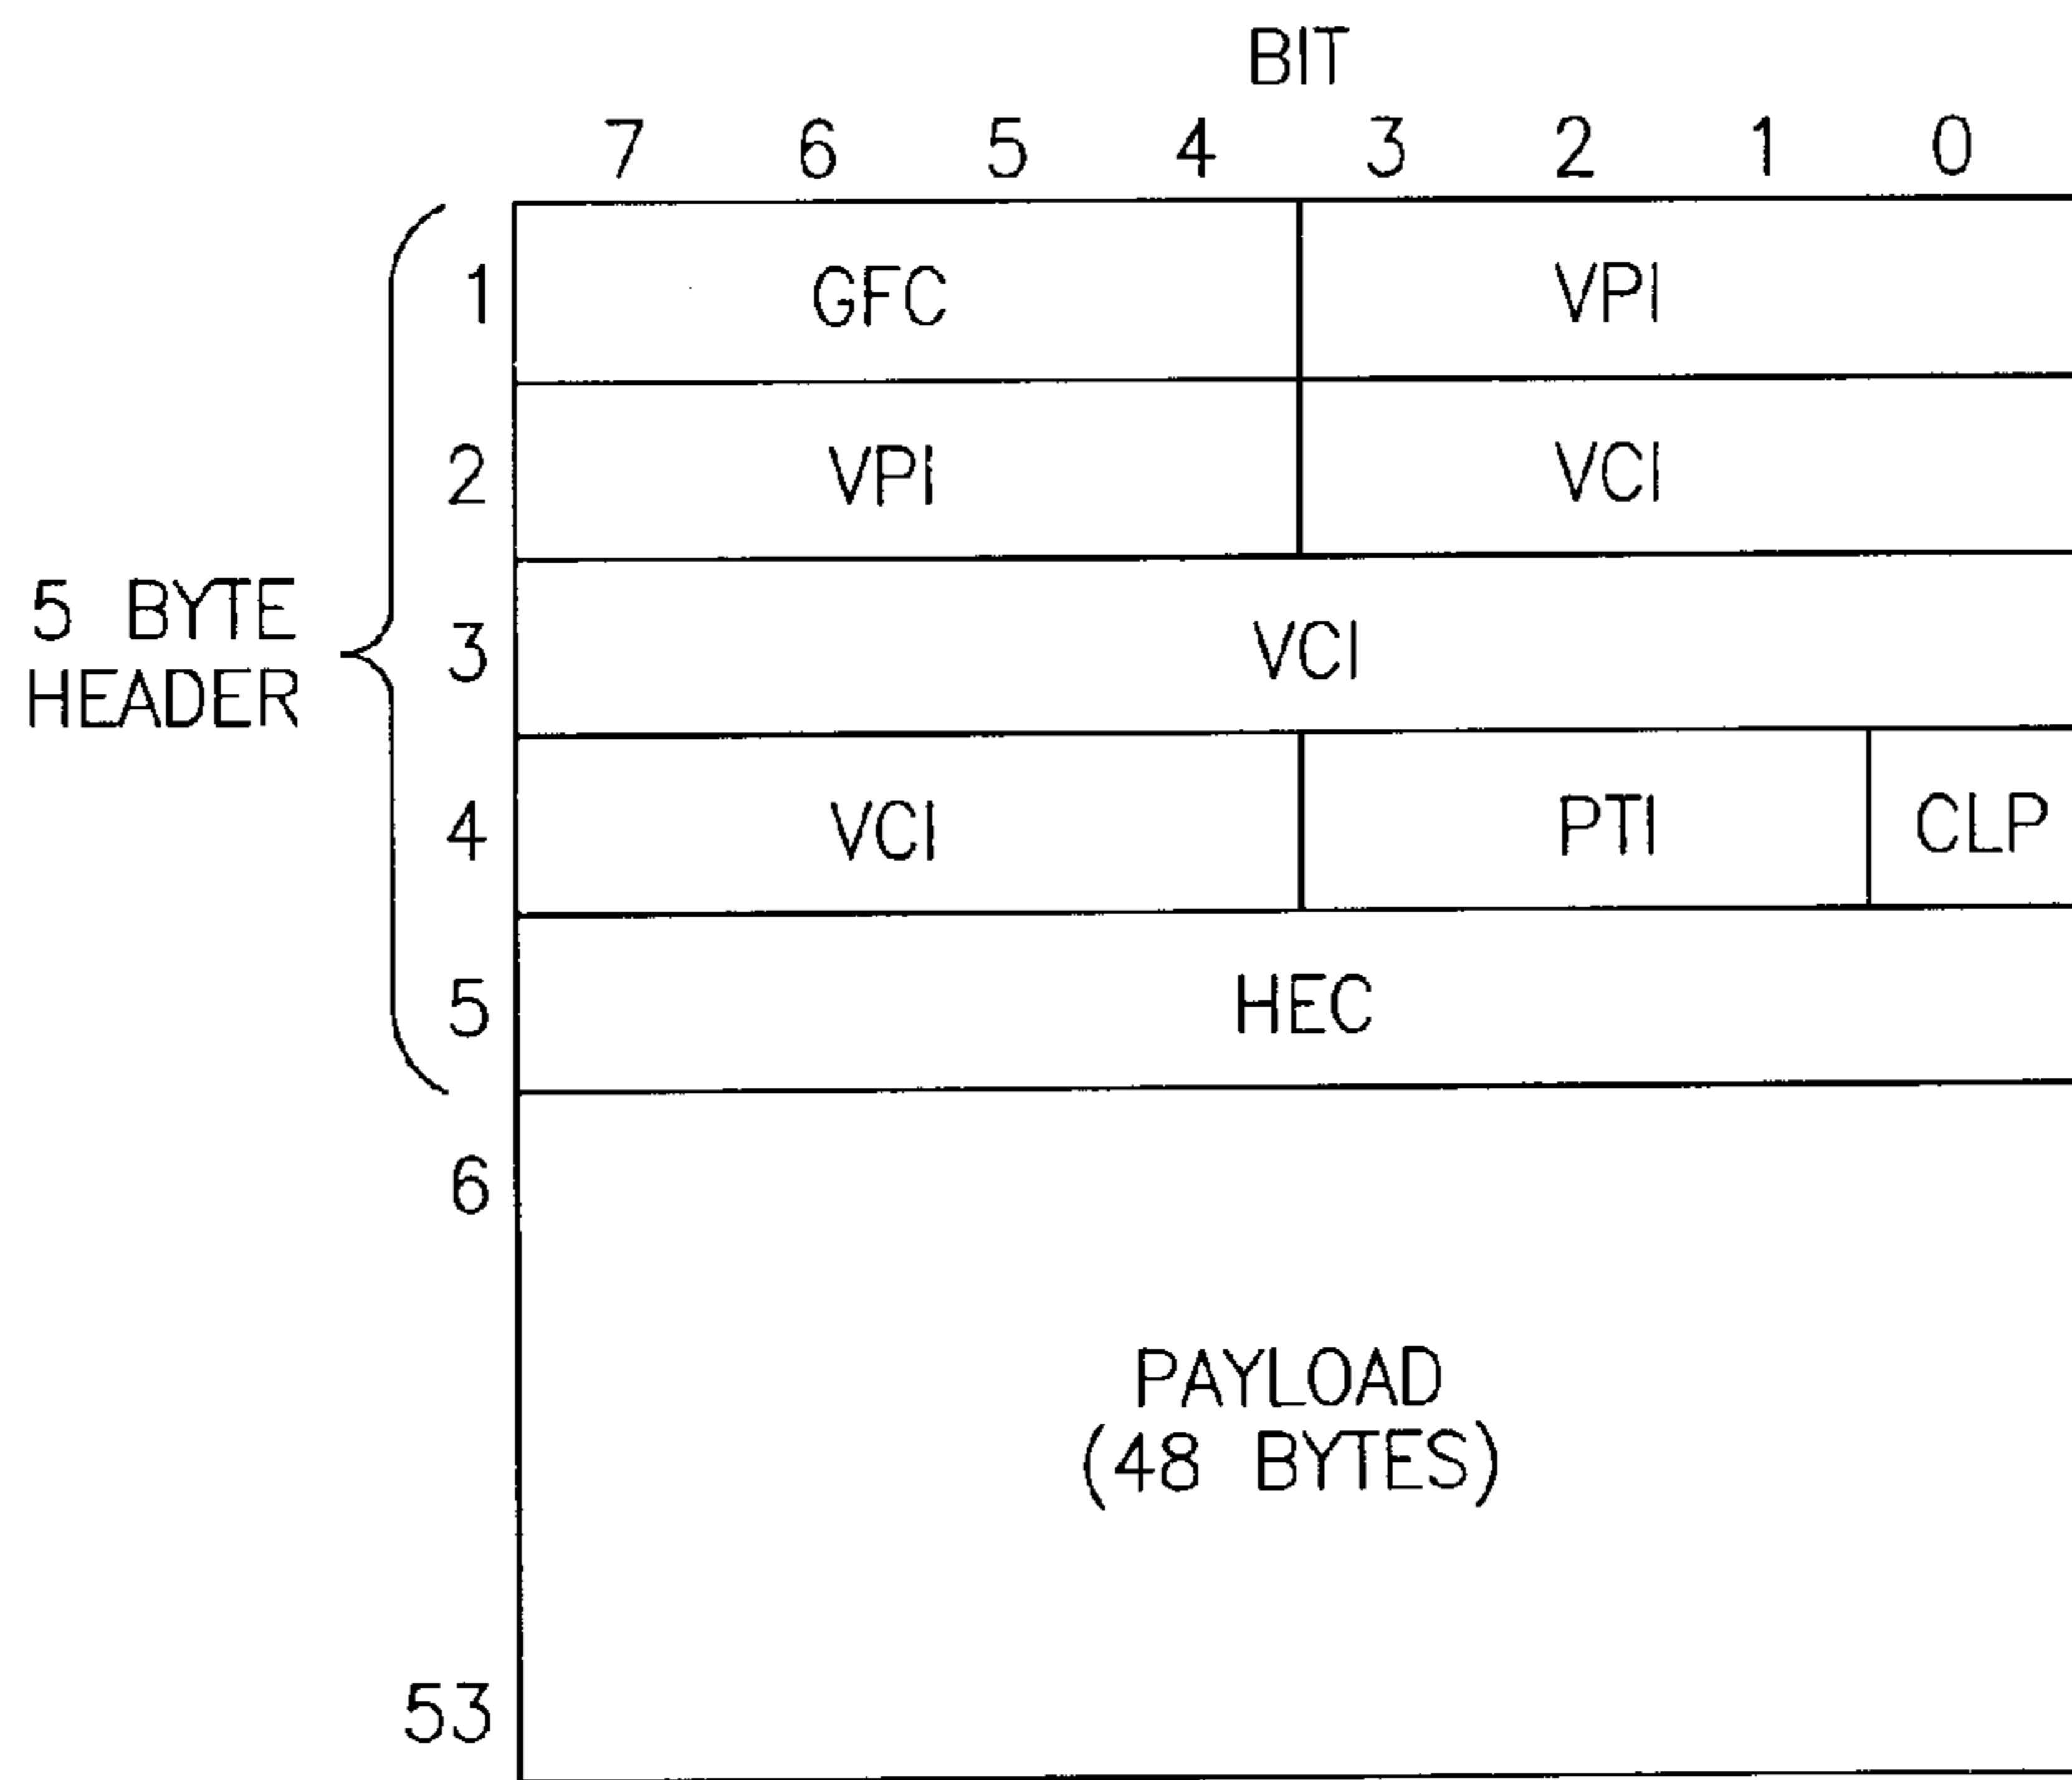 BIT
7 6 5 4 3 2 1 0
1 GFC VPI
2 VPI VCI
5 BYTE
HEADER
3 VCI
4 VCI PTI CLP
5 HEC
6
PAYLOAD
(48 BYTES)
53